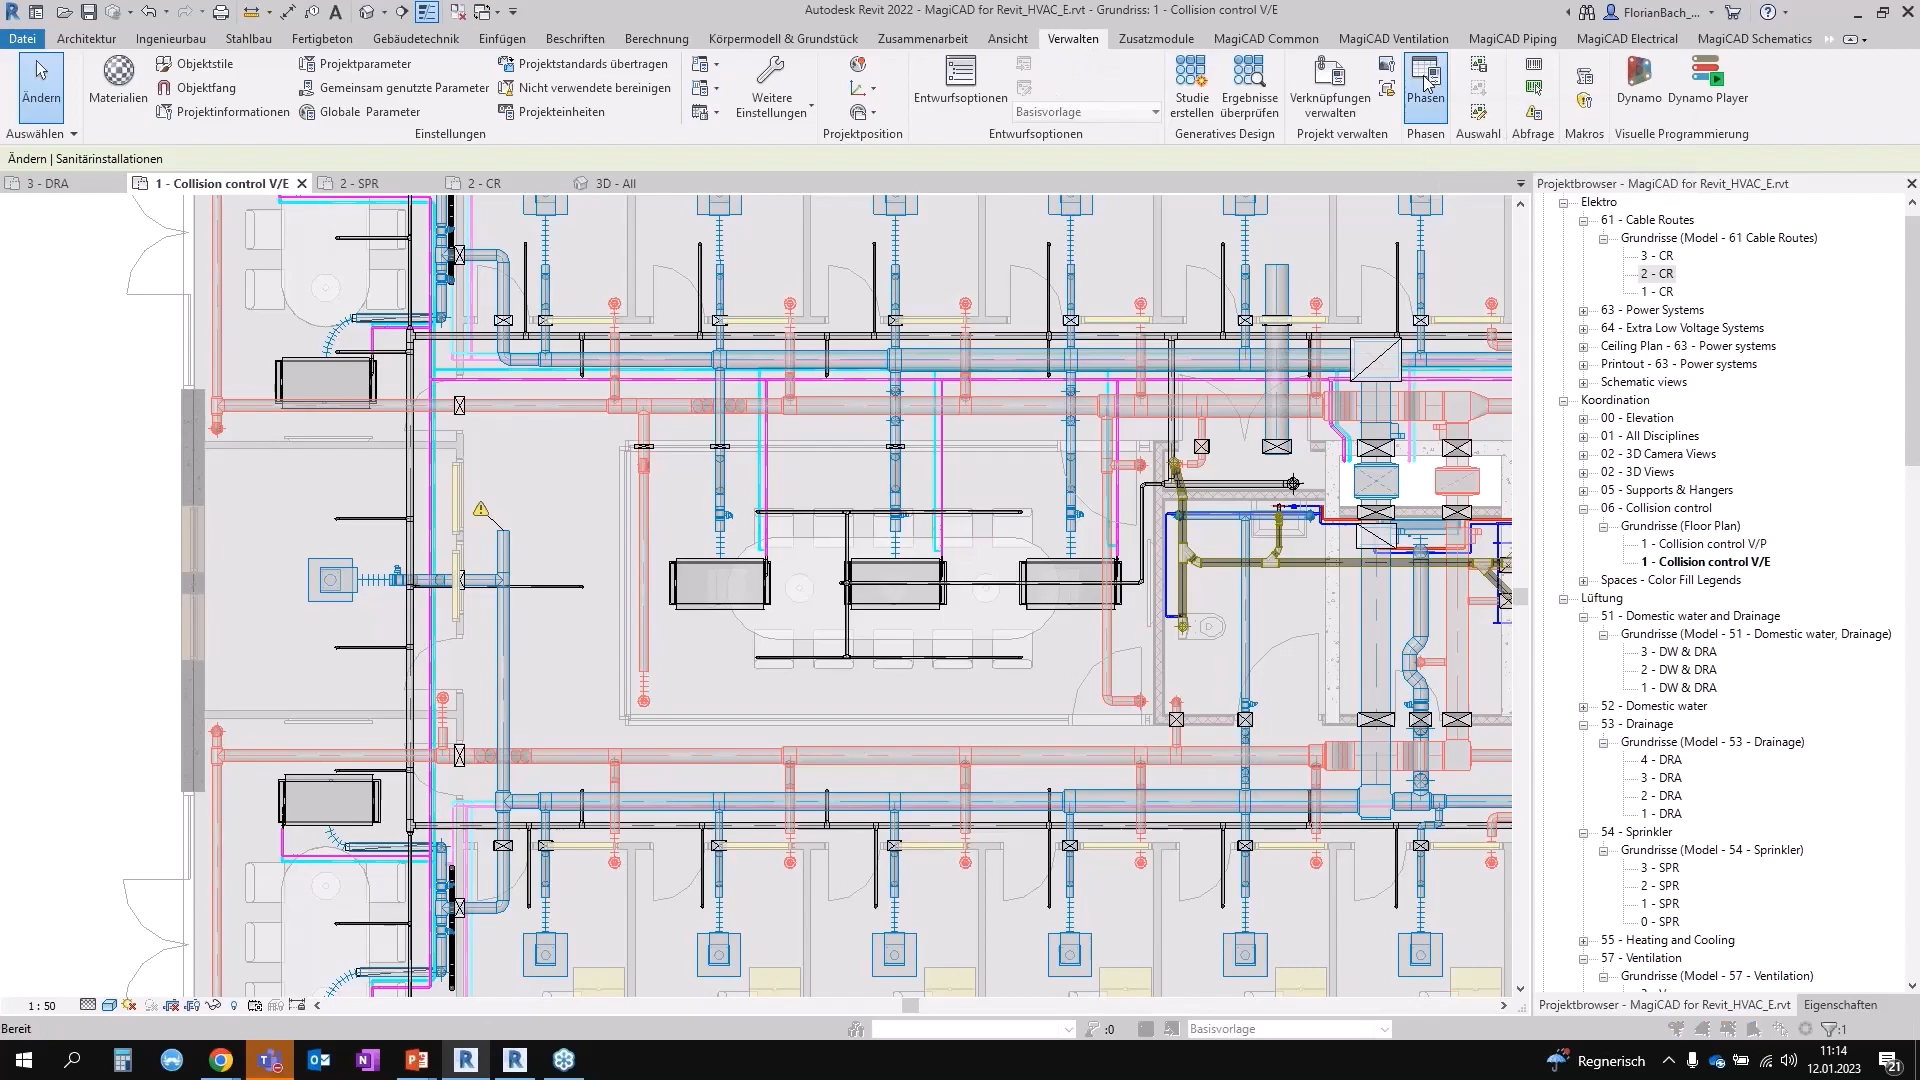 Autodesk Revit 2022 - MagiCAD for Revit_HVAC_E.rvt - Grundriss: 1 - Collision control V/E
FlorianBach_...
Datei Architektur Ingenieurbau Stahlbau Fertigbeton Gebäudetechnik Einfügen Beschriften Berechnung Körpermodell & Grundstück Zusammenarbeit Ansicht Verwalten Zusatzmodule MagiCAD Common MagiCAD Ventilation MagiCAD Piping MagiCAD Electrical MagiCAD Schematics
Ändern
Materialien
Objektstile
Objektfang
Projektinformationen
Projektparameter
Gemeinsam genutzte Parameter
Globale Parameter
Projektstandards übertragen
Nicht verwendete bereinigen
Projekteinheiten
Weitere Einstellungen
Entwurfsoptionen
Basisvorlage
Studie erstellen
Ergebnisse überprüfen
Verknüpfungen verwalten
Phasen
Dynamo
Dynamo Player
Auswählen Einstellungen Projektposition Entwurfsoptionen Generatives Design Projekt verwalten Phasen Auswahl Abfrage Makros Visuelle Programmierung
Ändern | Sanitärinstallationen
3 - DRA
1 - Collision control V/E
2 - SPR
2 - CR
3D - All
Projektbrowser - MagiCAD for Revit_HVAC_E.rvt
Elektro
61 - Cable Routes
Grundrisse (Model - 61 Cable Routes)
3 - CR
2 - CR
1 - CR
63 - Power Systems
64 - Extra Low Voltage Systems
Ceiling Plan - 63 - Power systems
Printout - 63 - Power systems
Schematic views
Koordination
00 - Elevation
01 - All Disciplines
02 - 3D Camera Views
02 - 3D Views
05 - Supports & Hangers
06 - Collision control
Grundrisse (Floor Plan)
1 - Collision control V/P
1 - Collision control V/E
Spaces - Color Fill Legends
Lüftung
51 - Domestic water and Drainage
Grundrisse (Model - 51 - Domestic water, Drainage)
3 - DW & DRA
2 - DW & DRA
1 - DW & DRA
52 - Domestic water
53 - Drainage
Grundrisse (Model - 53 - Drainage)
4 - DRA
3 - DRA
2 - DRA
1 - DRA
54 - Sprinkler
Grundrisse (Model - 54 - Sprinkler)
3 - SPR
2 - SPR
1 - SPR
0 - SPR
55 - Heating and Cooling
57 - Ventilation
Grundrisse (Model - 57 - Ventilation)
1 : 50
Projektbrowser - MagiCAD for Revit_HVAC_E.rvt
Eigenschaften
Bereit
:0
Basisvorlage
:1
Regnerisch
11:14
12.01.2023
21